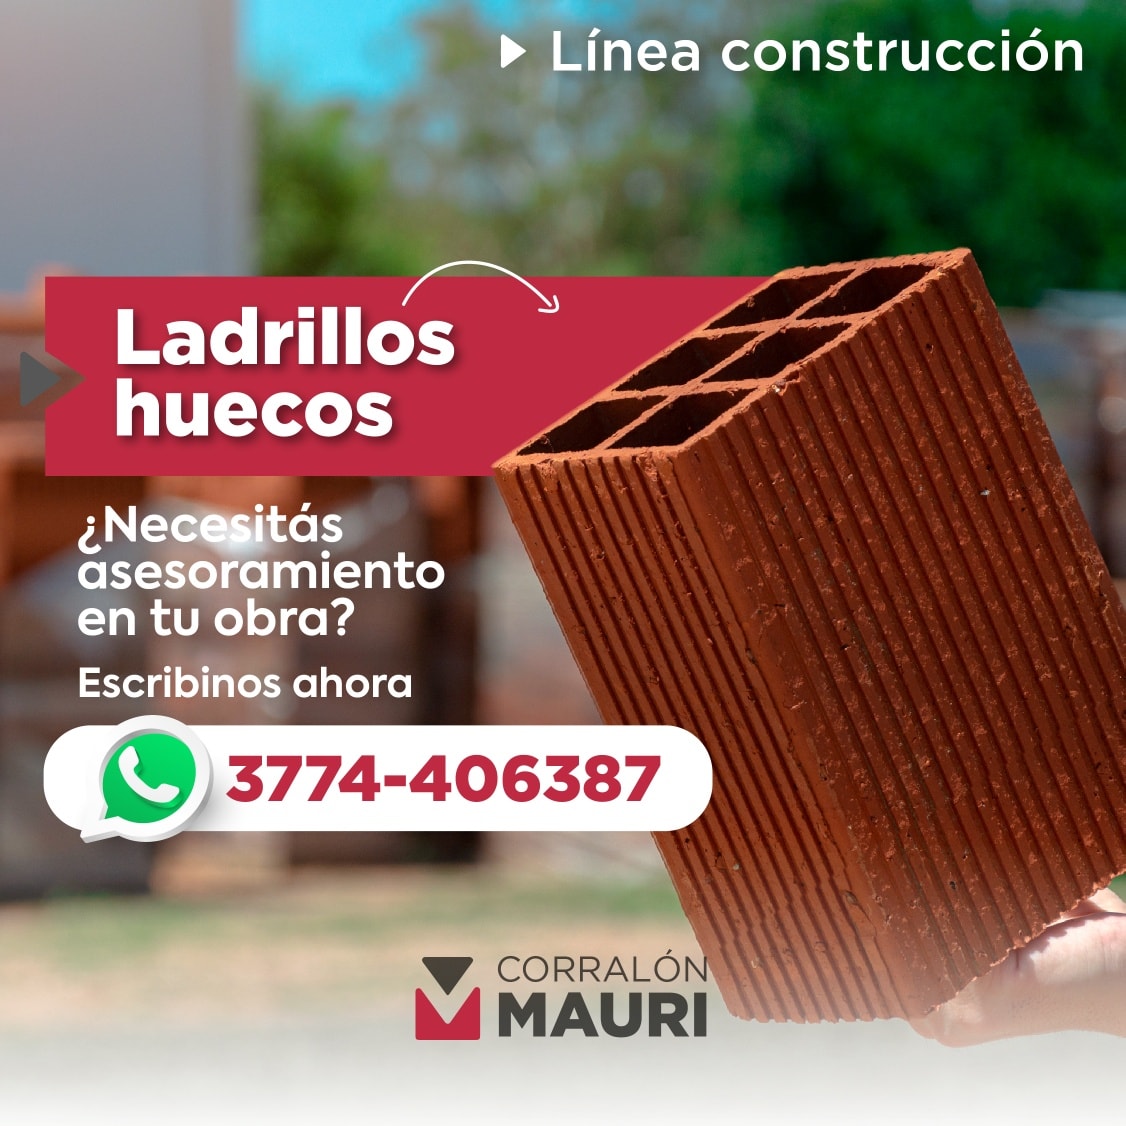 Línea construcción
Ladrillos
huecos
¿Necesitás
asesoramiento
en tu obra?
Escribinos ahora
3774-406387
CORRALÓN
MAURI